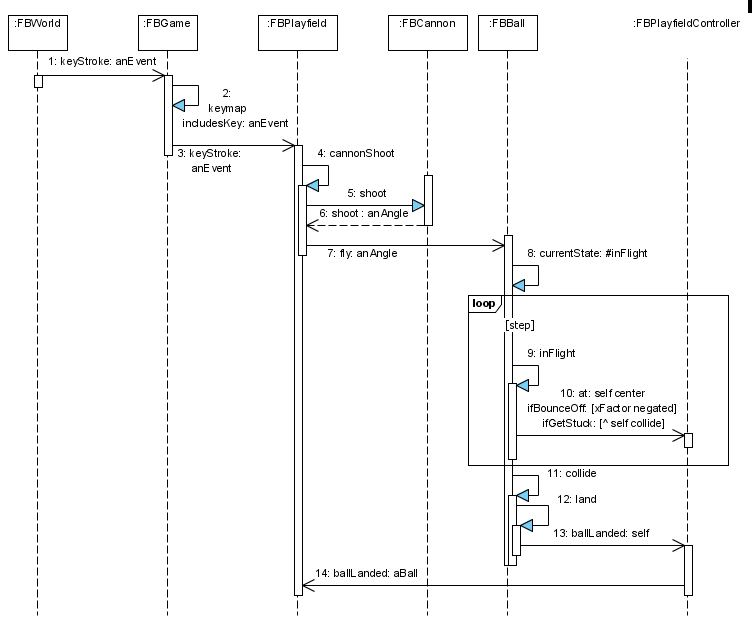 :FBWorld
:FBGame
:FBPlayfield
:FBCannon
:FBBall
:FBPlayfieldController
1: keyStroke: anEvent
2:
keymap
includesKey: anEvent
3: keyStroke:
anEvent
4: cannonShoot
5: shoot
6: shoot : anAngle
7: fly: anAngle
8: currentState: #inFlight
loop
[step]
9: inFlight
10: at: self center
ifBounceOff: [xFactor negated]
ifGetStuck: [^ self collide]
11: collide
12: land
13: ballLanded: self
14: ballLanded: aBall